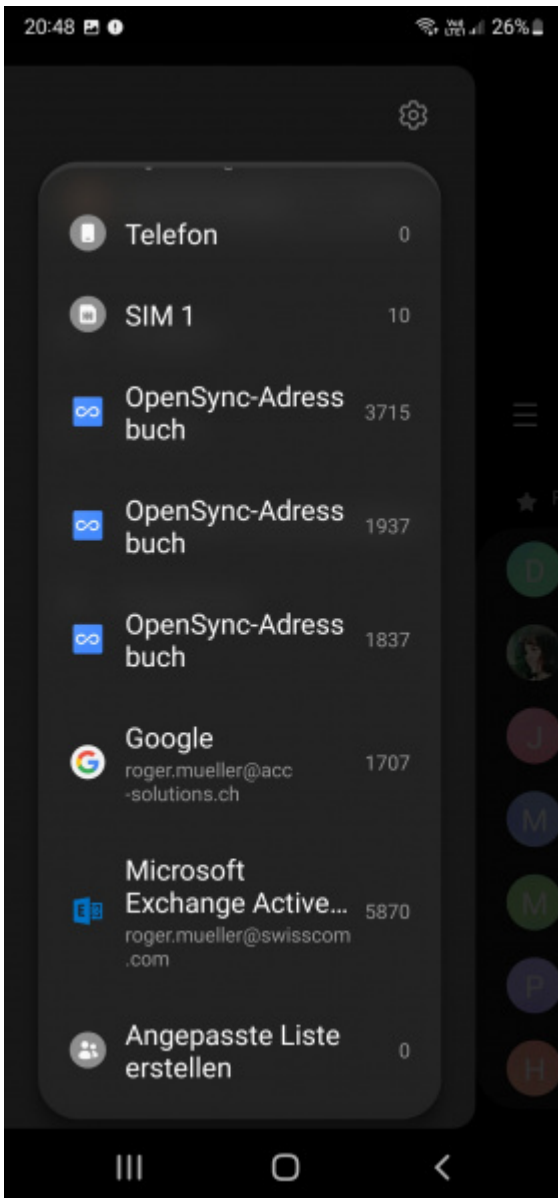 20:48
Vo) LTE1 26%
Telefon 0
SIM 1 10
OpenSync-Adress
buch 3715
OpenSync-Adress
buch 1937
OpenSync-Adress
buch 1837
Google
roger.mueller@acc
-solutions.ch 1707
Microsoft
Exchange Active... 5870
roger.mueller@swisscom
.com
Angepasste Liste
erstellen 0
D
J
M
M
P
H